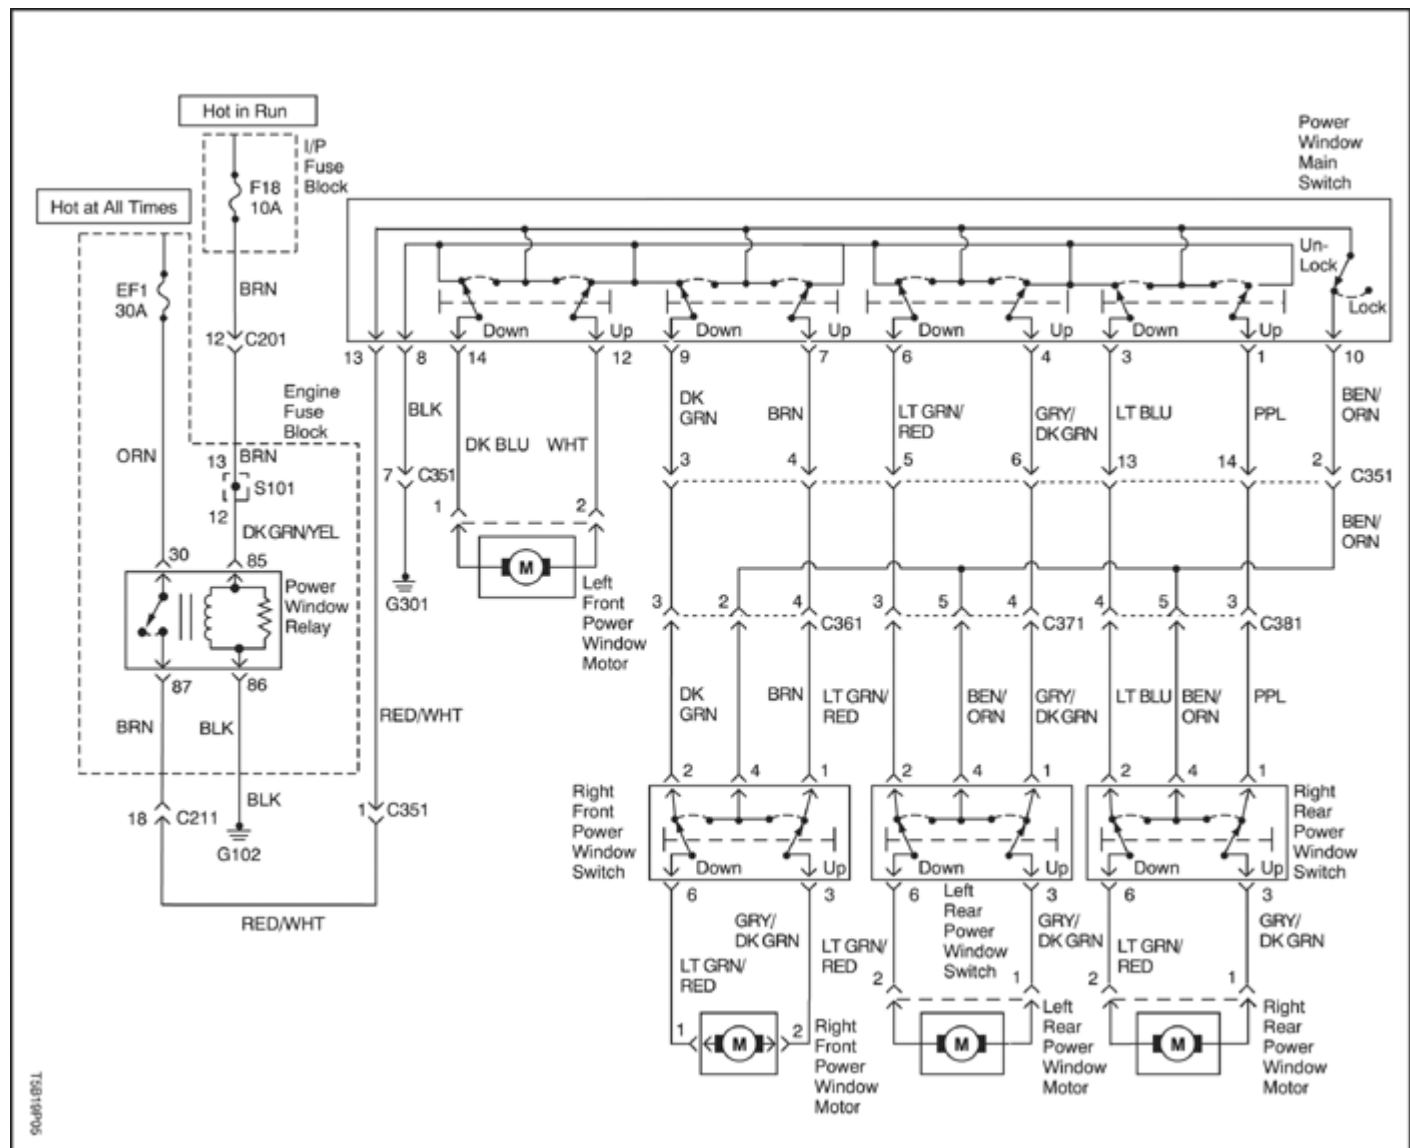 Hot in Run
I/P
Fuse
Block
F18
10A
Hot at All Times
EF1
30A
BRN
12 C201
Power
Window
Main
Switch
Un-
Lock
Lock
Down Up Down Up Down Up Down Up
13 8 14 12 9 7 6 4 3 1 10
Engine
Fuse
Block
ORN
13 BRN
S101
12
DK GRN/YEL
30 85
Power
Window
Relay
87 86
BRN BLK
BLK
18 C211
G102
RED/WHT
RED/WHT
1 C351
BLK
7 C351
G301
DK BLU WHT
1 2
M
Left
Front
Power
Window
Motor
DK
GRN
BRN
LT GRN/
RED
GRY/
DK GRN
LT BLU
PPL
BEN/
ORN
3 4 5 6 13 14 2 C351
BEN/
ORN
3 2 4 C361 3 5 4 C371 4 5 3 C381
DK
GRN
BRN
LT GRN/
RED
BEN/
ORN
GRY/
DK GRN
LT BLU
BEN/
ORN
PPL
2 4 1 2 4 1 2 4 1
Right
Front
Power
Window
Switch
Down Up Down Up Down Up
Right
Rear
Power
Window
Switch
6 3 6 3 6 3
Left
Rear
Power
Window
Switch
LT GRN/
RED
GRY/
DK GRN
LT GRN/
RED
GRY/
DK GRN
LT GRN/
RED
GRY/
DK GRN
2 1 2 1
1 M 2
Right
Front
Power
Window
Motor
M
Left
Rear
Power
Window
Motor
M
Right
Rear
Power
Window
Motor
T5B19P05